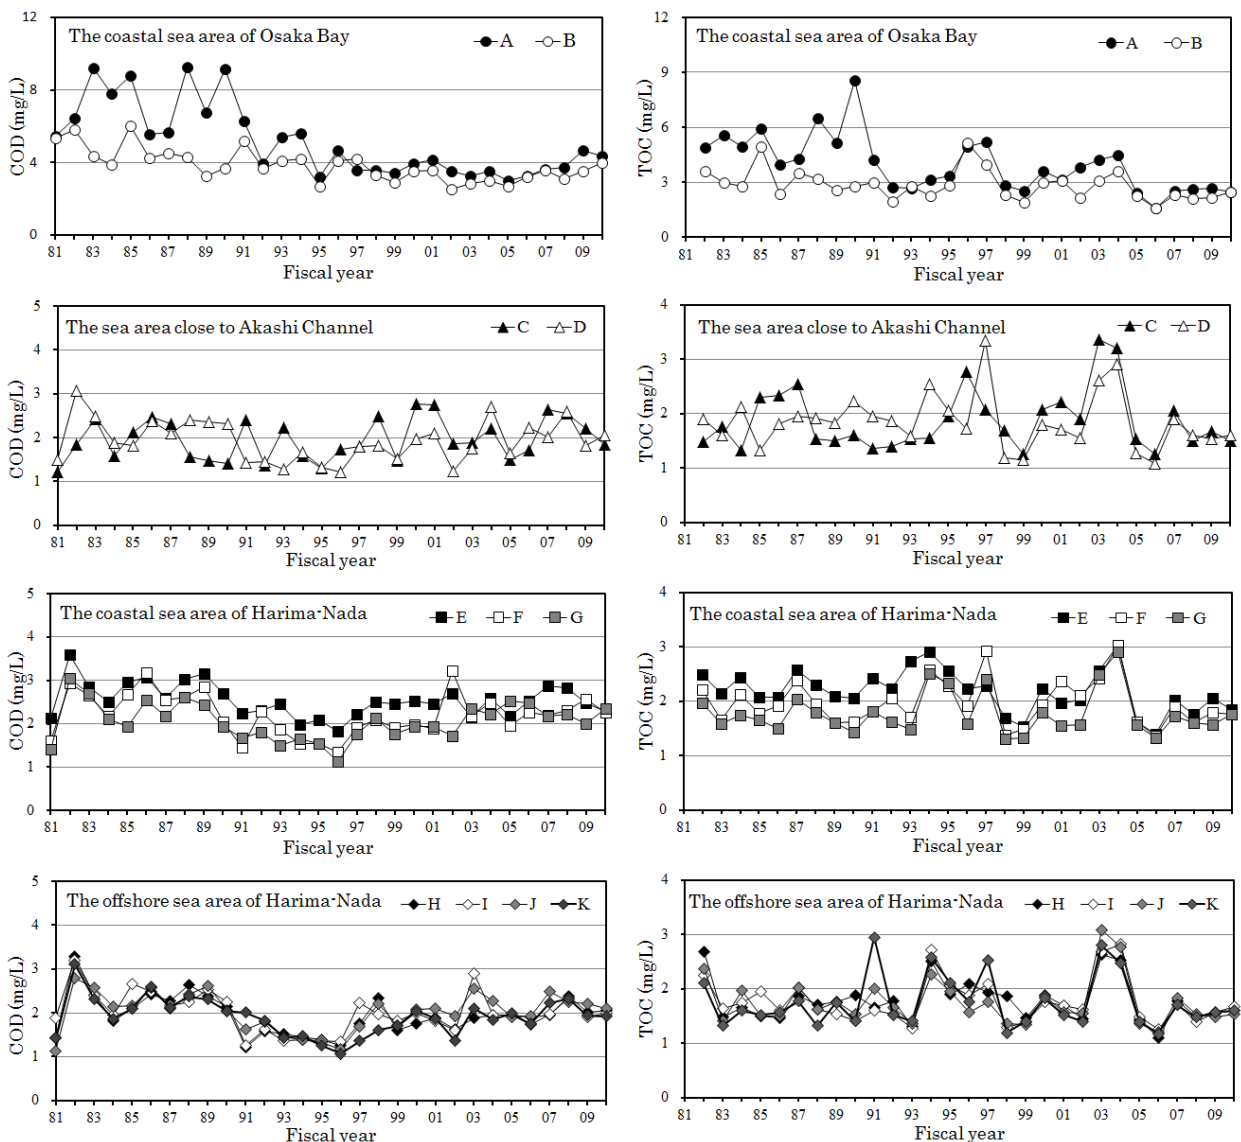 12
The coastal sea area of Osaka Bay
A
B
8
4
0
COD (mg/L)
81 83 85 87 89 91 93 95 97 99 01 03 05 07 09
Fiscal year
12
The coastal sea area of Osaka Bay
A
B
9
6
3
0
TOC (mg/L)
81 83 85 87 89 91 93 95 97 99 01 03 05 07 09
Fiscal year
5
The sea area close to Akashi Channel
C
D
4
3
2
1
0
COD (mg/L)
81 83 85 87 89 91 93 95 97 99 01 03 05 07 09
Fiscal year
4
The sea area close to Akashi Channel
C
D
3
2
1
0
TOC (mg/L)
81 83 85 87 89 91 93 95 97 99 01 03 05 07 09
Fiscal year
5
The coastal sea area of Harima-Nada
E
F
G
4
3
2
1
0
COD (mg/L)
81 83 85 87 89 91 93 95 97 99 01 03 05 07 09
Fiscal year
4
The coastal sea area of Harima-Nada
E
F
G
3
2
1
0
TOC (mg/L)
81 83 85 87 89 91 93 95 97 99 01 03 05 07 09
Fiscal year
5
The offshore sea area of Harima-Nada
H
I
J
K
4
3
2
1
0
COD (mg/L)
81 83 85 87 89 91 93 95 97 99 01 03 05 07 09
Fiscal year
4
The offshore sea area of Harima-Nada
H
I
J
K
3
2
1
0
TOC (mg/L)
81 83 85 87 89 91 93 95 97 99 01 03 05 07 09
Fiscal year